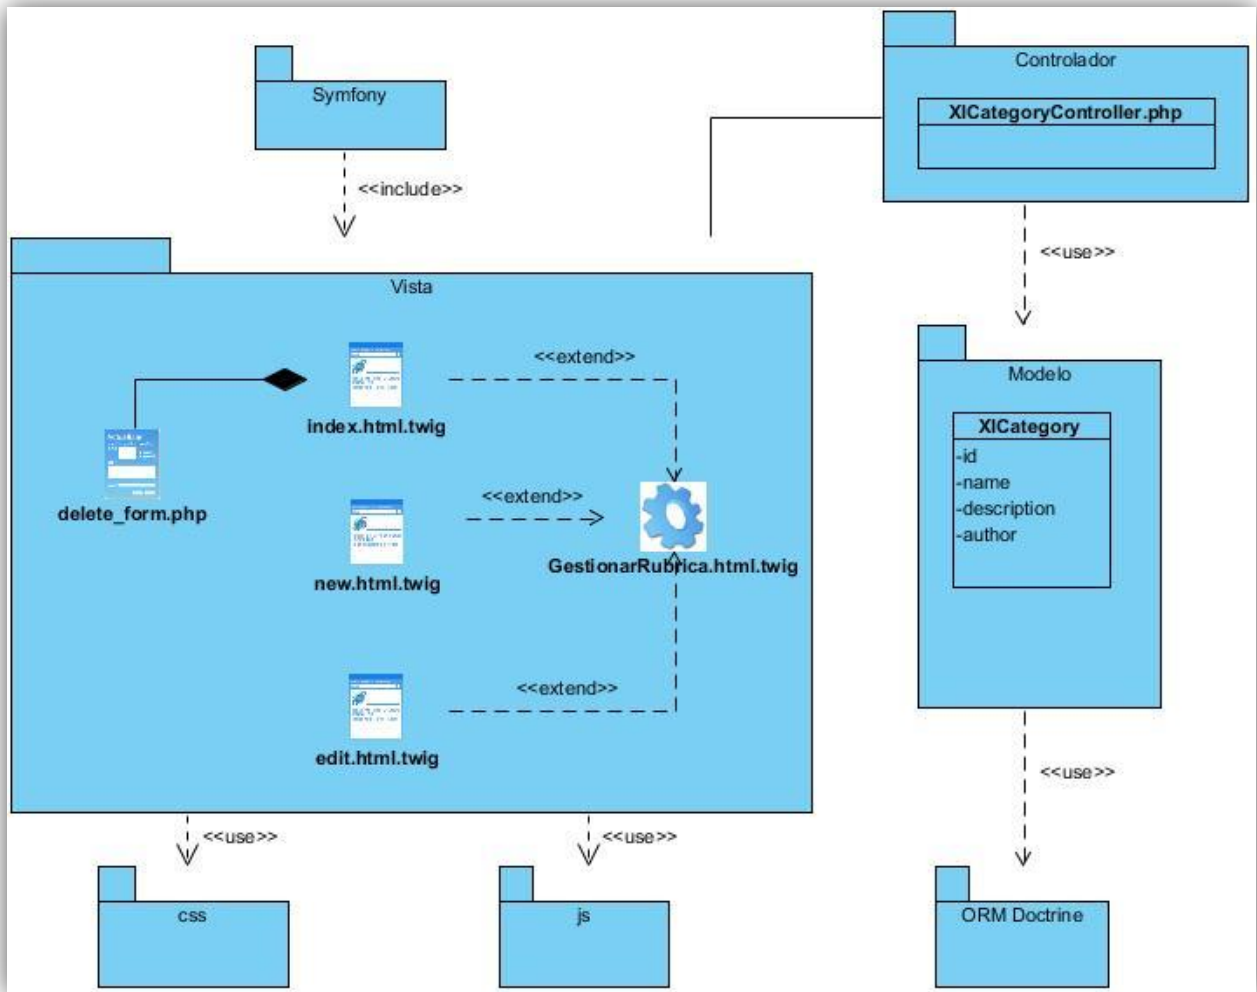 Symfony
<<include>>
Controlador
XlCategoryController.php
<<use>>
Vista
index.html.twig
<<extend>>
delete_form.php
new.html.twig
<<extend>>
GestionarRubrica.html.twig
edit.html.twig
<<extend>>
Modelo
XlCategory
-id
-name
-description
-author
<<use>>
<<use>>
<<use>>
css
js
ORM Doctrine